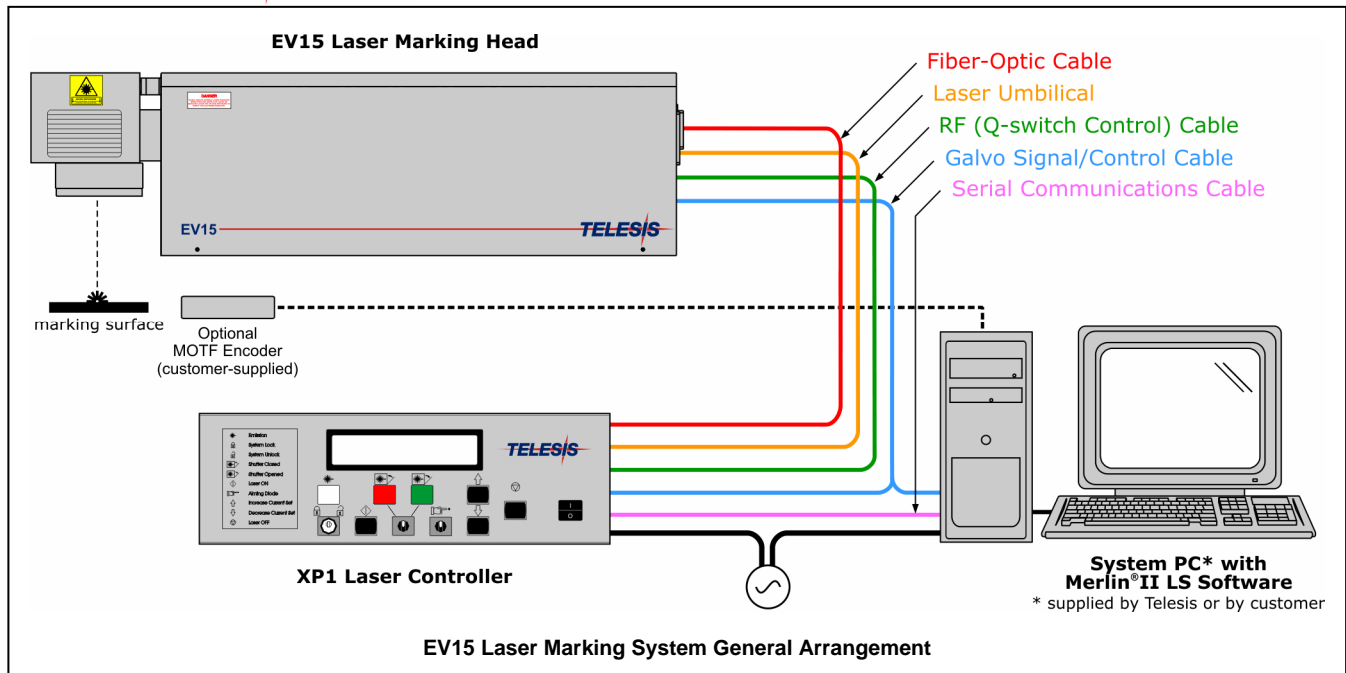 EV15 Laser Marking Head
Fiber-Optic Cable
Laser Umbilical
RF (Q-switch Control) Cable
Galvo Signal/Control Cable
Serial Communications Cable
DANGER
EV15
TELESIS
marking surface
Optional
MOTF Encoder
(customer-supplied)
Emission
System Lock
System Unlock
Shutter Closed
Shutter Opened
Laser ON
Aiming Diode
Increase Current Set
Decrease Current Set
Laser OFF
TELESIS
I
O
XP1 Laser Controller
System PC* with
Merlin®II LS Software
* supplied by Telesis or by customer
EV15 Laser Marking System General Arrangement